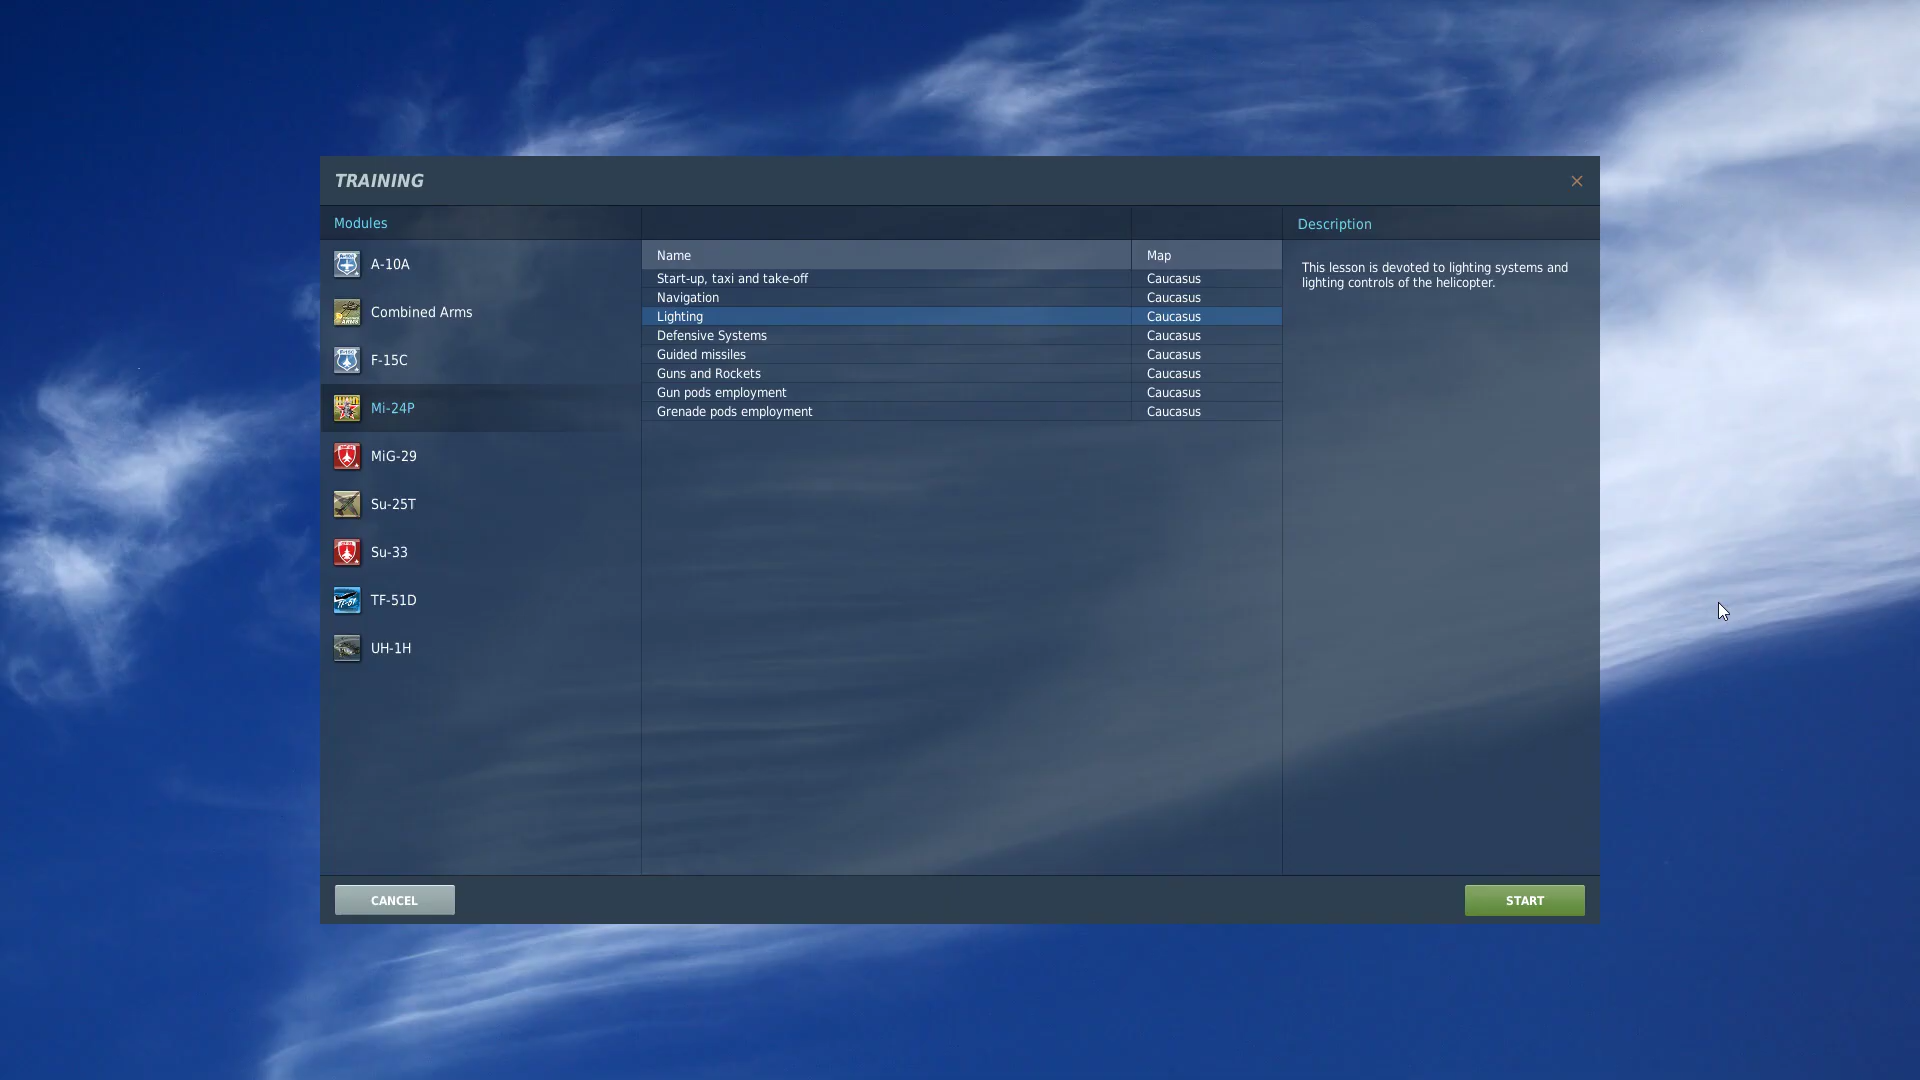 TRAINING
Modules
Description
A-10A
Combined Arms
F-15C
Mi-24P
MiG-29
Su-25T
Su-33
TF-51D
UH-1H
Name Map
Start-up, taxi and take-off Caucasus
Navigation Caucasus
Lighting Caucasus
Defensive Systems Caucasus
Guided missiles Caucasus
Guns and Rockets Caucasus
Gun pods employment Caucasus
Grenade pods employment Caucasus
This lesson is devoted to lighting systems and
lighting controls of the helicopter.
CANCEL
START